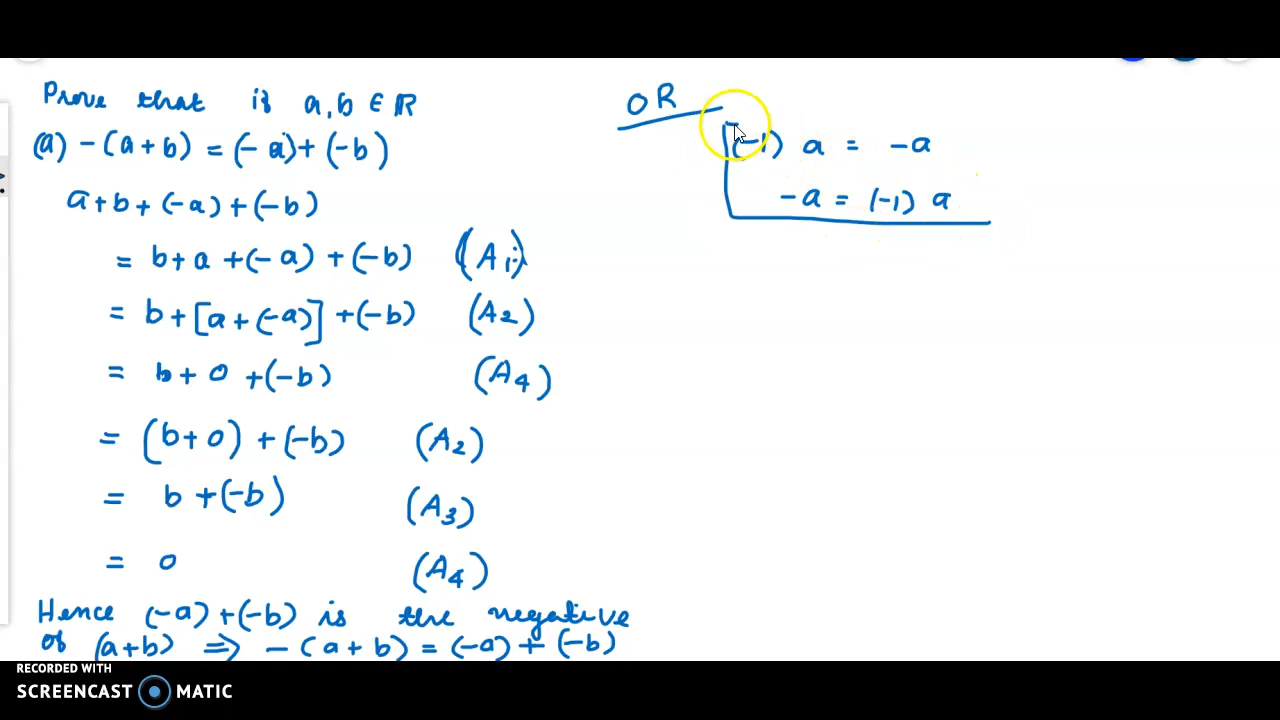 Prove that if a, b ∈ ℝ
(a) -(a+b) = (-a)+(-b)
a+b+(-a)+(-b)
= b+a+(-a)+(-b) (A1)
= b+[a+(-a)]+(-b) (A2)
= b+0+(-b) (A4)
= (b+0)+(-b) (A2)
= b+(-b) (A3)
= 0 (A4)
Hence (-a)+(-b) is the negative
of (a+b) ⇒ -(a+b) = (-a)+(-b)
OR
(-1) a = -a
-a = (-1) a
RECORDED WITH
SCREENCAST MATIC